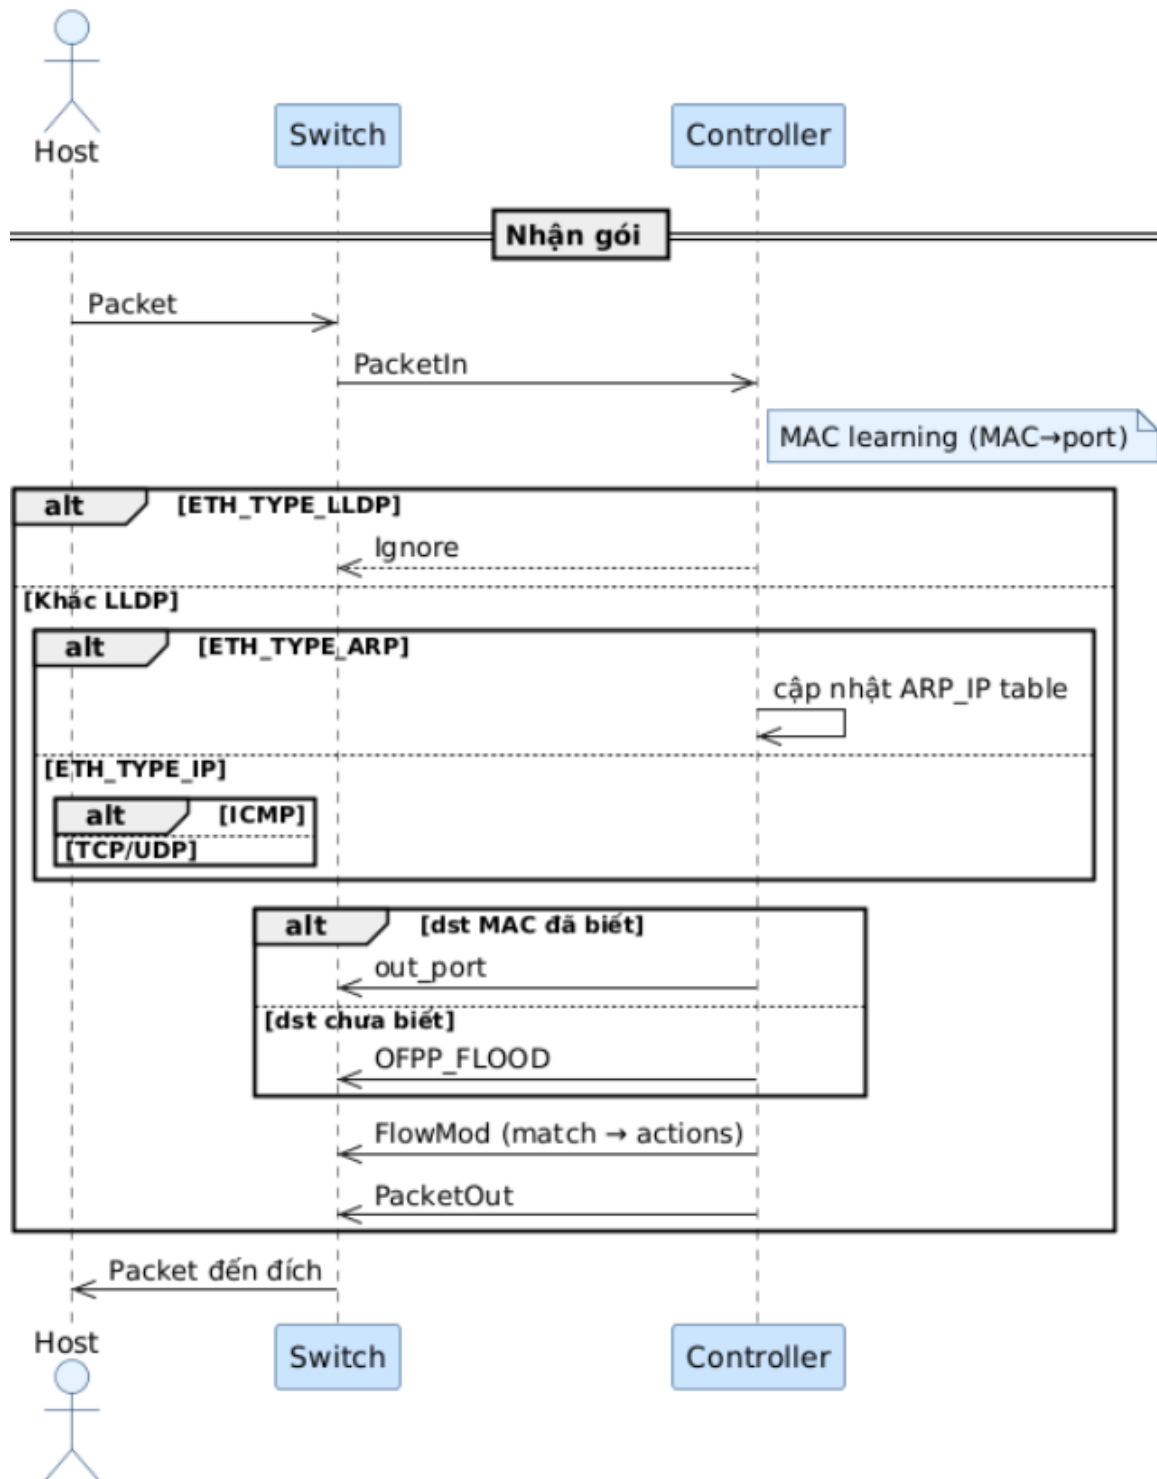 Host
Switch
Controller
Nhận gói
Packet
PacketIn
MAC learning (MAC→port)
alt [ETH_TYPE_LLDP]
Ignore
[Khác LLDP]
alt [ETH_TYPE_ARP]
cập nhật ARP_IP table
[ETH_TYPE_IP]
alt [ICMP]
[TCP/UDP]
alt [dst MAC đã biết]
out_port
[dst chưa biết]
OFPP_FLOOD
FlowMod (match → actions)
PacketOut
Packet đến đích
Host
Switch
Controller